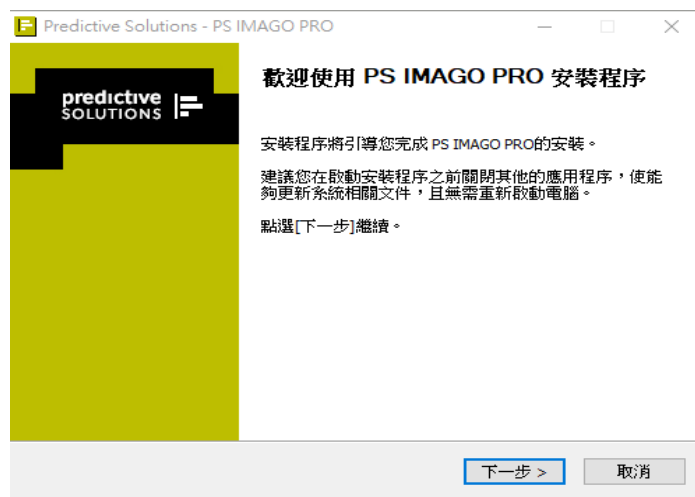 Predictive Solutions - PS IMAGO PRO
predictive
SOLUTIONS
歡迎使用 PS IMAGO PRO 安裝程序
安裝程序將引導您完成 PS IMAGO PRO的安裝。
建議您在啟動安裝程序之前關閉其他的應用程序，使能
夠更新系統相關文件，且無需重新啟動電腦。
點選[下一步]繼續。
下一步 >
取消